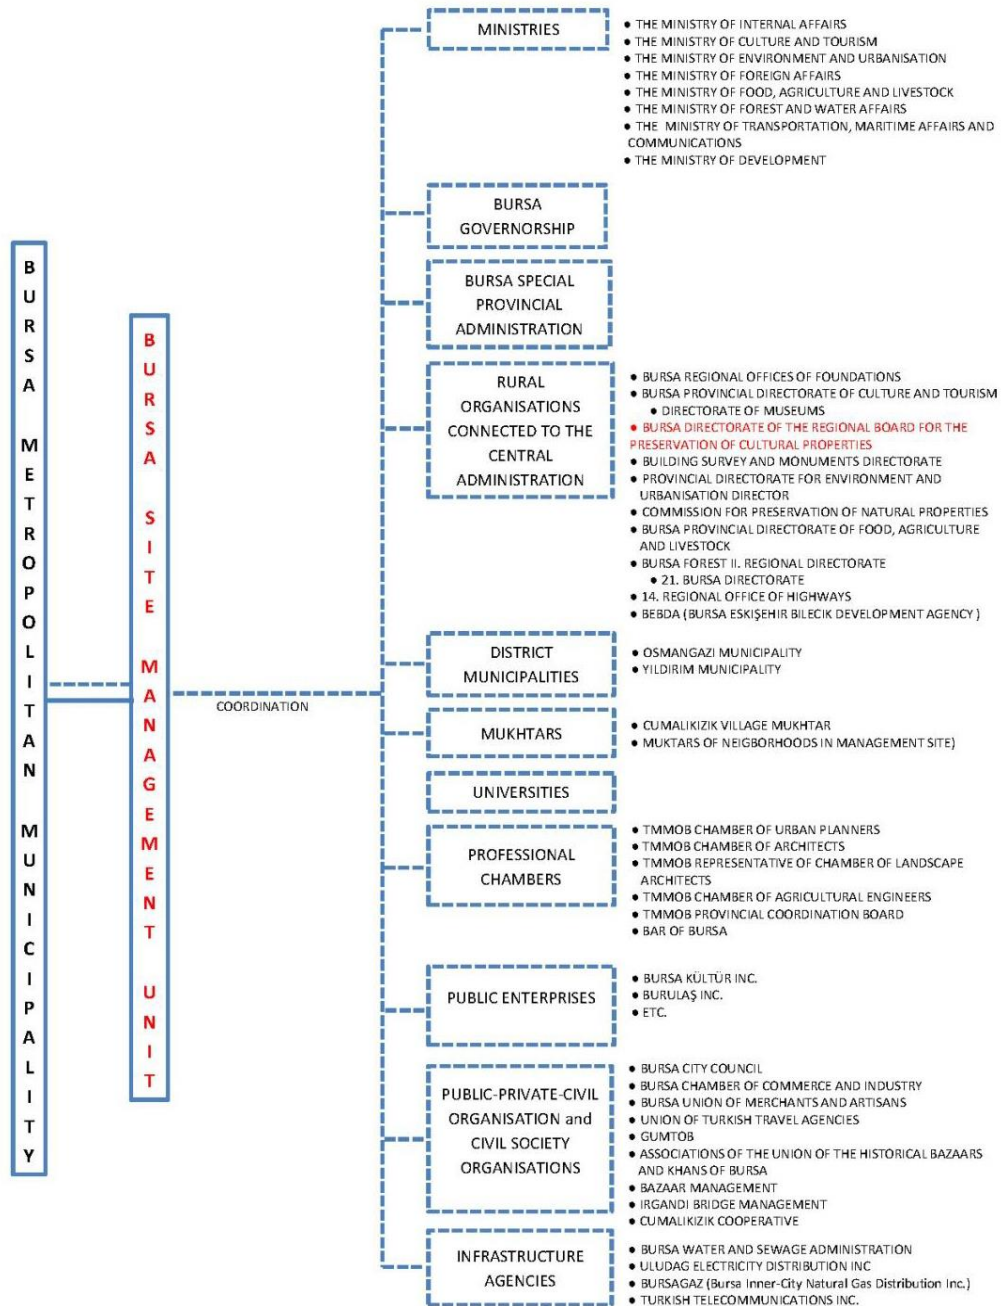 BURSA METROPOLITAN MUNICIPALITY
BURSA SITE MANAGEMENT UNIT
COORDINATION
MINISTRIES
● THE MINISTRY OF INTERNAL AFFAIRS
● THE MINISTRY OF CULTURE AND TOURISM
● THE MINISTRY OF ENVIRONMENT AND URBANISATION
● THE MINISTRY OF FOREIGN AFFAIRS
● THE MINISTRY OF FOOD, AGRICULTURE AND LIVESTOCK
● THE MINISTRY OF FOREST AND WATER AFFAIRS
● THE MINISTRY OF TRANSPORTATION, MARITIME AFFAIRS AND
COMMUNICATIONS
● THE MINISTRY OF DEVELOPMENT
BURSA
GOVERNORSHIP
BURSA SPECIAL
PROVINCIAL
ADMINISTRATION
RURAL
ORGANISATIONS
CONNECTED TO THE
CENTRAL
ADMINISTRATION
● BURSA REGIONAL OFFICES OF FOUNDATIONS
● BURSA PROVINCIAL DIRECTORATE OF CULTURE AND TOURISM
● DIRECTORATE OF MUSEUMS
● BURSA DIRECTORATE OF THE REGIONAL BOARD FOR THE
PRESERVATION OF CULTURAL PROPERTIES
● BUILDING SURVEY AND MONUMENTS DIRECTORATE
● PROVINCIAL DIRECTORATE FOR ENVIRONMENT AND
URBANISATION DIRECTOR
● COMMISSION FOR PRESERVATION OF NATURAL PROPERTIES
● BURSA PROVINCIAL DIRECTORATE OF FOOD, AGRICULTURE
AND LIVESTOCK
● BURSA FOREST II. REGIONAL DIRECTORATE
● 21. BURSA DIRECTORATE
● 14. REGIONAL OFFICE OF HIGHWAYS
● BEBDA ( BURSA ESKİŞEHİR BILECIK DEVELOPMENT AGENCY )
DISTRICT
MUNICIPALITIES
● OSMANGAZI MUNICIPALITY
● YILDIRIM MUNICIPALITY
MUKHTARS
● CUMALIKIZIK VILLAGE MUKHTAR
● MUKTARS OF NEIGBORHOODS IN MANAGEMENT SITE)
UNIVERSITIES
PROFESSIONAL
CHAMBERS
● TMMOB CHAMBER OF URBAN PLANNERS
● TMMOB CHAMBER OF ARCHITECTS
● TMMOB REPRESENTATIVE OF CHAMBER OF LANDSCAPE
ARCHITECTS
● TMMOB CHAMBER OF AGRICULTURAL ENGINEERS
● TMMOB PROVINCIAL COORDINATION BOARD
● BAR OF BURSA
PUBLIC ENTERPRISES
● BURSA KÜLTÜR INC.
● BURULAŞ INC.
● ETC.
PUBLIC-PRIVATE-CIVIL
ORGANISATION and
CIVIL SOCIETY
ORGANISATIONS
● BURSA CITY COUNCIL
● BURSA CHAMBER OF COMMERCE AND INDUSTRY
● BURSA UNION OF MERCHANTS AND ARTISANS
● UNION OF TURKISH TRAVEL AGENCIES
● GUMTOB
● ASSOCIATIONS OF THE UNION OF THE HISTORICAL BAZAARS
AND KHANS OF BURSA
● BAZAAR MANAGEMENT
● IRGANDI BRIDGE MANAGEMENT
● CUMALIKIZIK COOPERATIVE
INFRASTRUCTURE
AGENCIES
● BURSA WATER AND SEWAGE ADMINISTRATION
● ULUDAG ELECTRICITY DISTRIBUTION INC
● BURSAGAZ (Bursa Inner-City Natural Gas Distribution Inc.)
● TURKISH TELECOMMUNICATIONS INC.